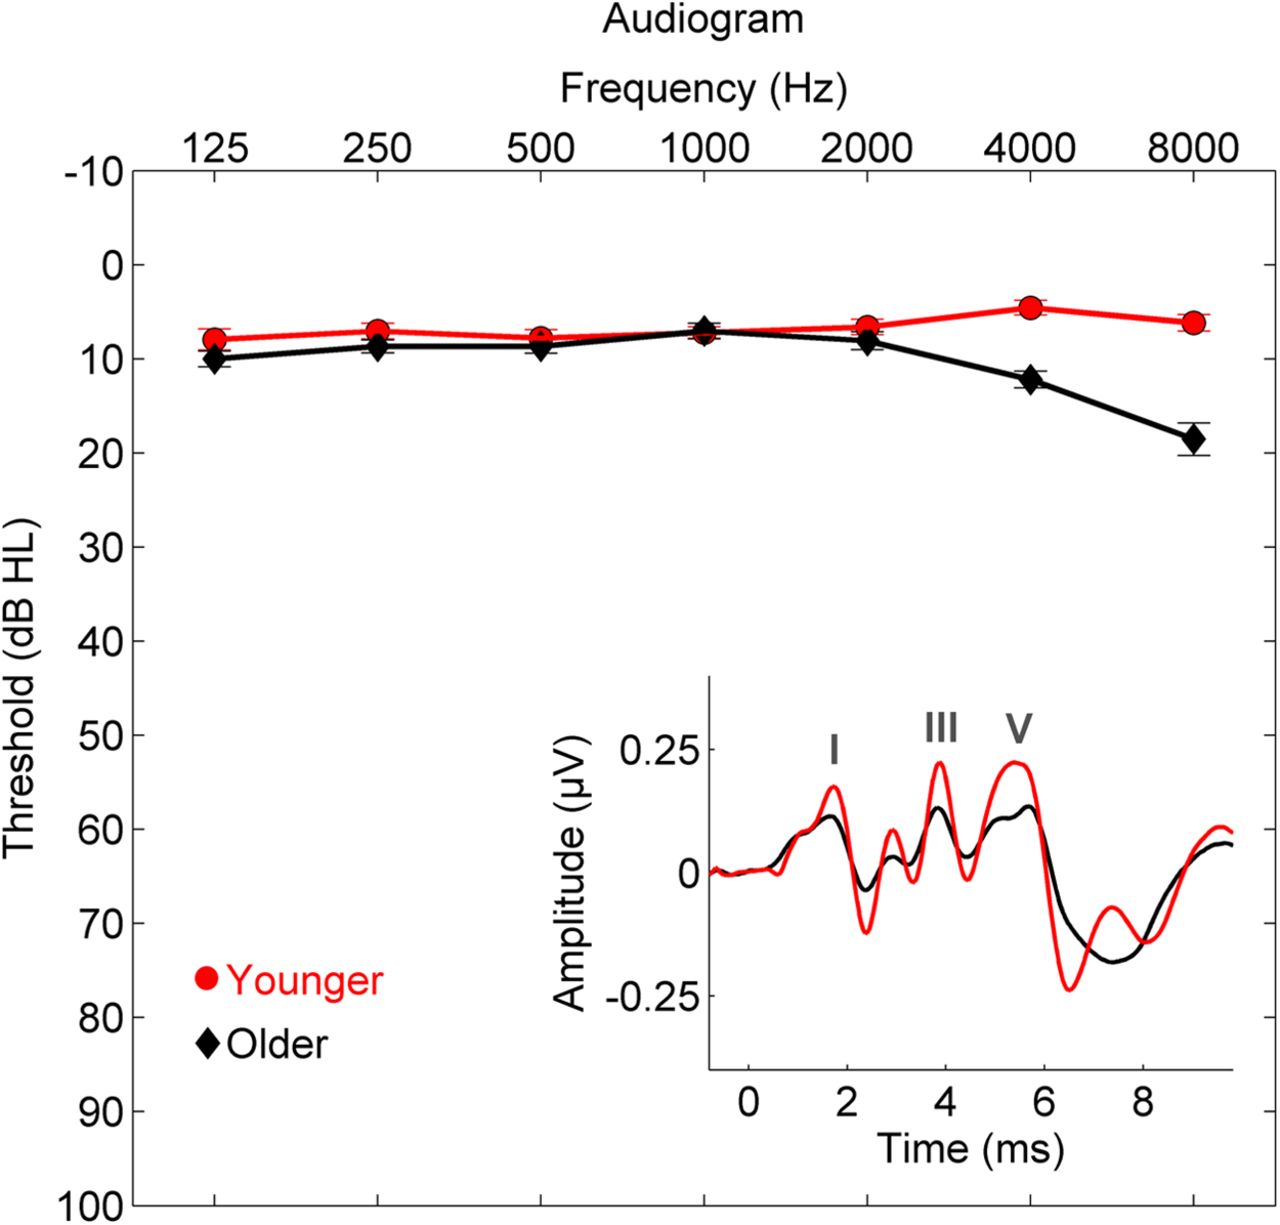 Audiogram
Frequency (Hz)
125 250 500 1000 2000 4000 8000
Threshold (dB HL)
-10
0
10
20
30
40
50
60
70
80
90
100
Younger
Older
Amplitude (µV)
0.25
0
-0.25
I III V
0 2 4 6 8
Time (ms)